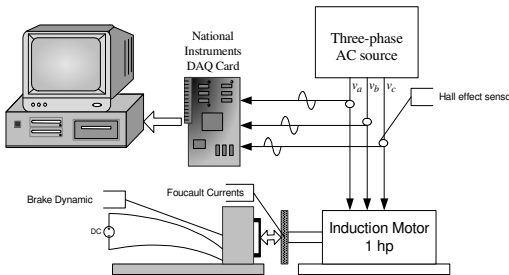 National
Instruments
DAQ Card
Three-phase
AC source
va vb vc
Hall effect senso
Brake Dynamic
Foucault Currents
DC
Induction Motor
1 hp